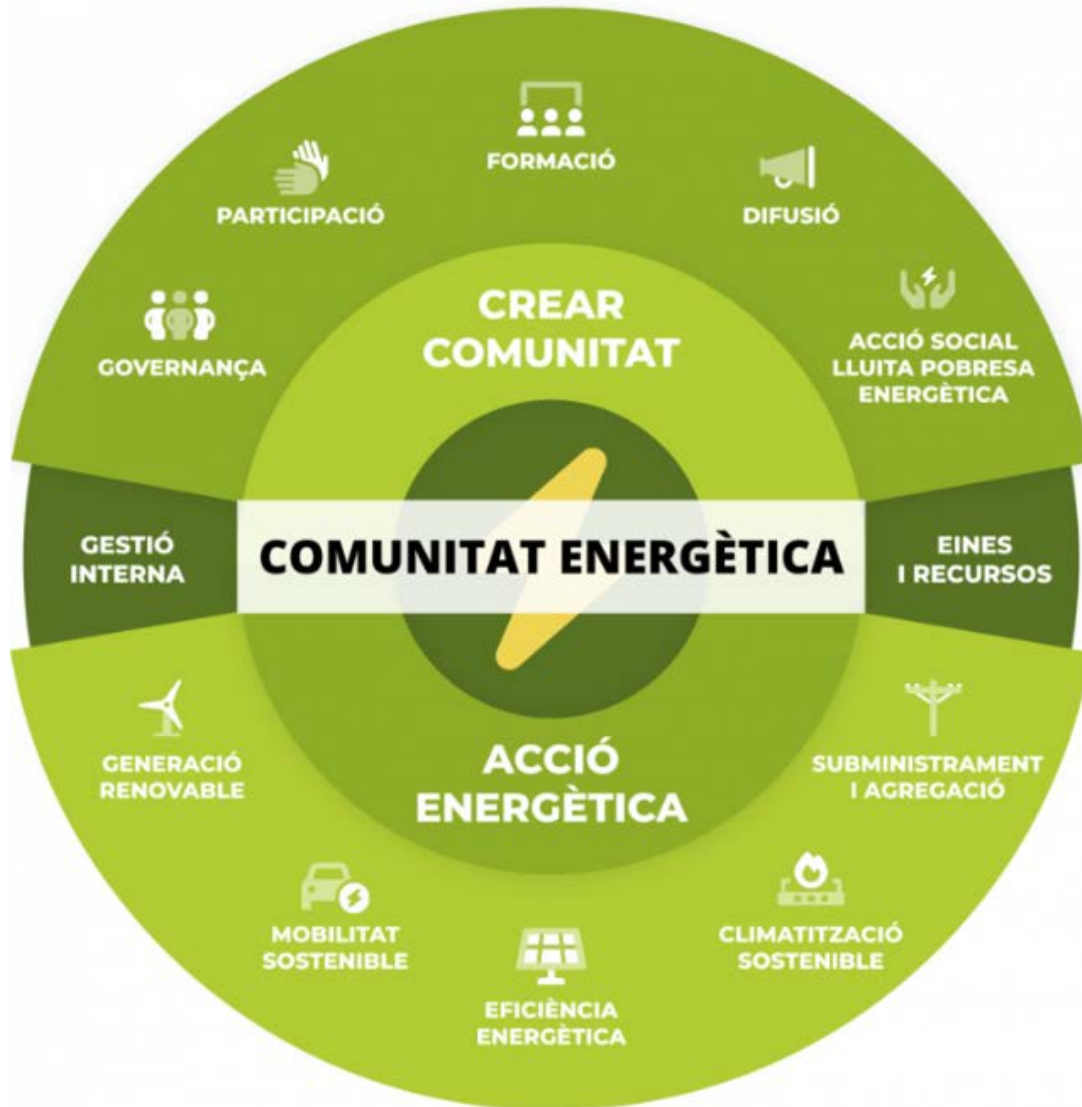 FORMACIÓ
PARTICIPACIÓ
DIFUSIÓ
GOVERNANÇA
ACCIÓ SOCIAL
LLUITA POBRESA
ENERGÈTICA
CREAR
COMUNITAT
GESTIÓ
INTERNA
COMUNITAT ENERGÈTICA
EINES
I RECURSOS
ACCIÓ
ENERGÈTICA
GENERACIÓ
RENOVABLE
SUBMINISTRAMENT
I AGREGACIÓ
MOBILITAT
SOSTENIBLE
CLIMATITZACIÓ
SOSTENIBLE
EFICIÈNCIA
ENERGÈTICA